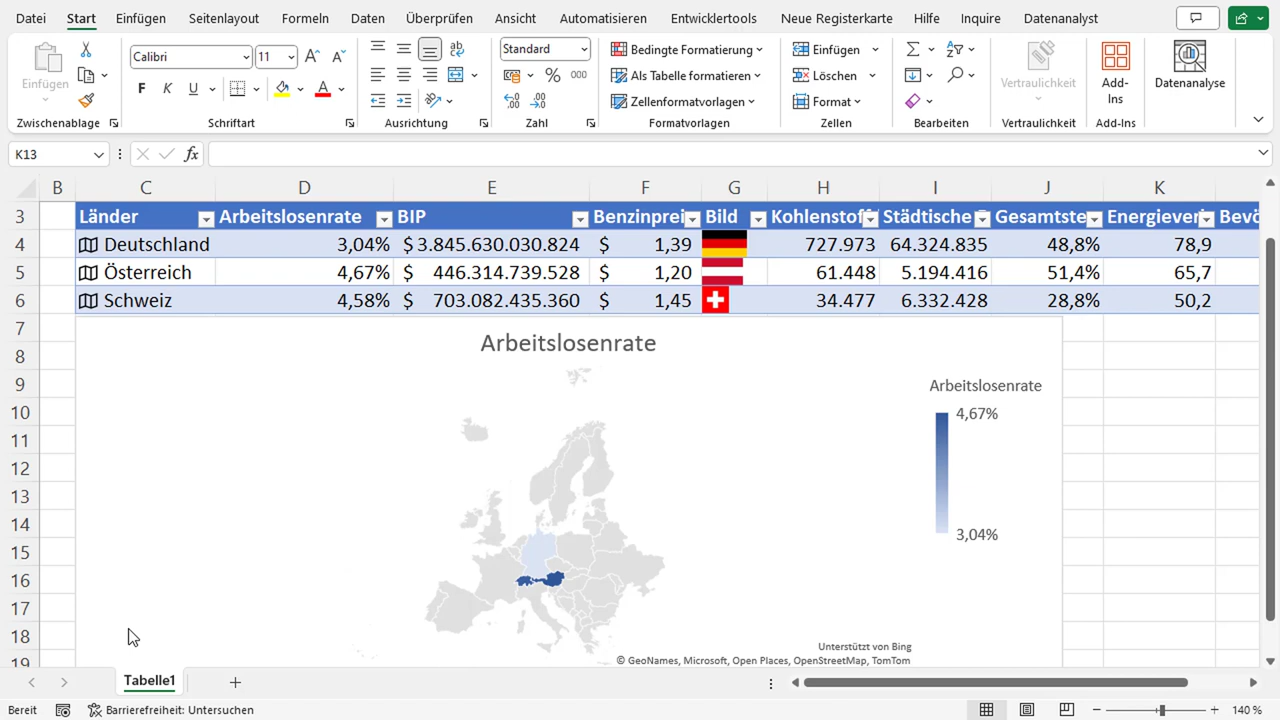 Datei Start Einfügen Seitenlayout Formeln Daten Überprüfen Ansicht Automatisieren Entwicklertools Neue Registerkarte Hilfe Inquire Datenanalyst
Einfügen
Zwischenablage
Calibri 11
F K U
Schriftart
Ausrichtung
Standard
% 000
Zahl
Bedingte Formatierung
Als Tabelle formatieren
Zellenformatvorlagen
Formatvorlagen
Einfügen
Löschen
Format
Zellen
Bearbeiten
Vertraulichkeit
Vertraulichkeit
Add-
Ins
Add-Ins
Datenanalyse
K13 fx
B C D E F G H I J K
3 Länder Arbeitslosenrate BIP Benzinprei Bild Kohlenstoff Städtische Gesamtste Energiever Bevö
4 Deutschland 3,04% $ 3.845.630.030.824 $ 1,39 727.973 64.324.835 48,8% 78,9
5 Österreich 4,67% $ 446.314.739.528 $ 1,20 61.448 5.194.416 51,4% 65,7
6 Schweiz 4,58% $ 703.082.435.360 $ 1,45 34.477 6.332.428 28,8% 50,2
7
8
9
10
11
12
13
14
15
16
17
18
19
Arbeitslosenrate
Arbeitslosenrate
4,67%
3,04%
Unterstützt von Bing
© GeoNames, Microsoft, Open Places, OpenStreetMap, TomTom
Tabelle1
Bereit Barrierefreiheit: Untersuchen 140 %